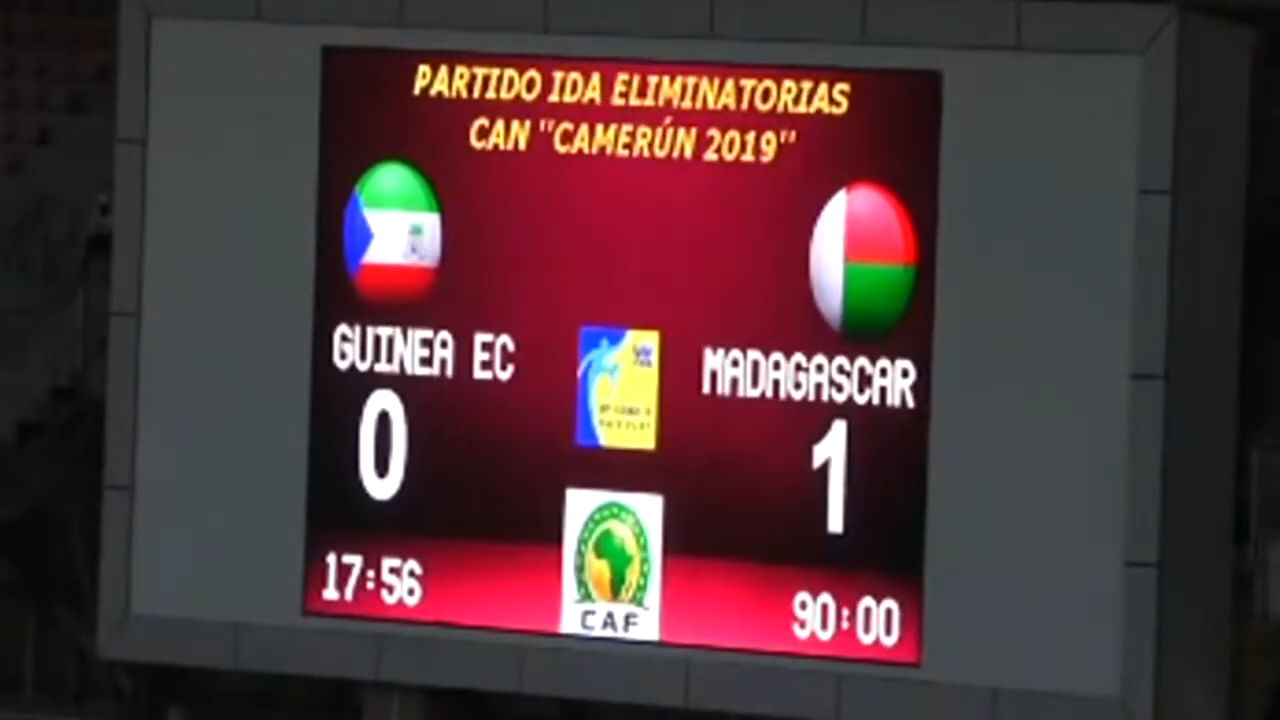 PARTIDO IDA ELIMINATORIAS
CAN "CAMERÚN 2019"
GUINEA EC
MADAGASCAR
0
1
CAF
17:56
90:00